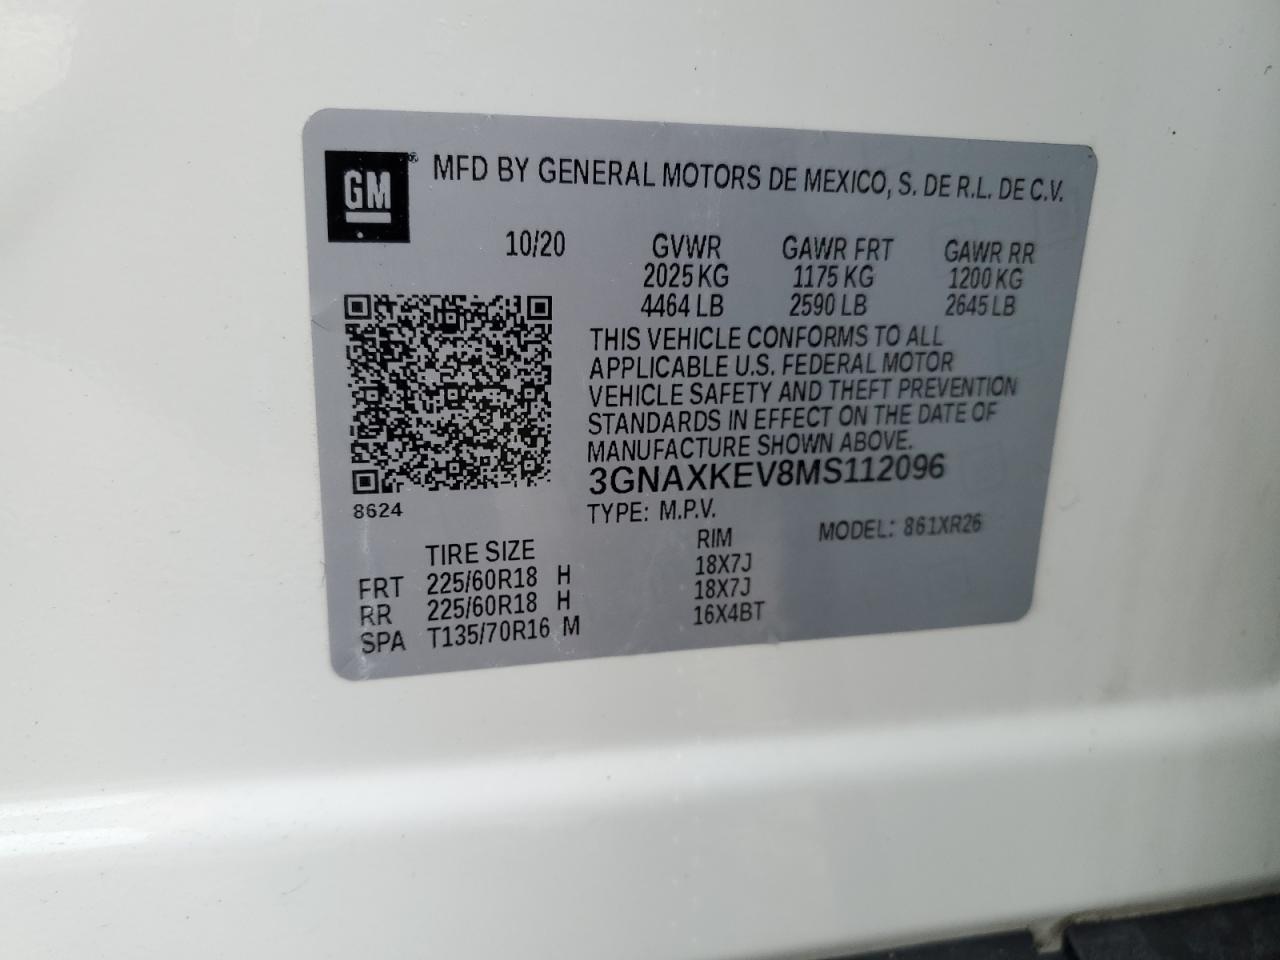 GM ® MFD BY GENERAL MOTORS DE MEXICO, S. DE R.L. DE C.V.
10/20 GVWR GAWR FRT GAWR RR
2025 KG 1175 KG 1200 KG
4464 LB 2590 LB 2645 LB
THIS VEHICLE CONFORMS TO ALL
APPLICABLE U.S. FEDERAL MOTOR
VEHICLE SAFETY AND THEFT PREVENTION
STANDARDS IN EFFECT ON THE DATE OF
MANUFACTURE SHOWN ABOVE.
3GNAXKEV8MS112096
8624
TYPE: M.P.V. MODEL: 861XR26
TIRE SIZE RIM
FRT 225/60R18 H 18X7J
RR 225/60R18 H 18X7J
SPA T135/70R16 M 16X4BT